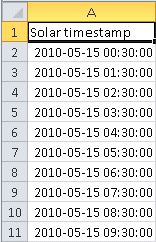 A
1 Solar timestamp
2 2010-05-15 00:30:00
3 2010-05-15 01:30:00
4 2010-05-15 02:30:00
5 2010-05-15 03:30:00
6 2010-05-15 04:30:00
7 2010-05-15 05:30:00
8 2010-05-15 06:30:00
9 2010-05-15 07:30:00
10 2010-05-15 08:30:00
11 2010-05-15 09:30:00